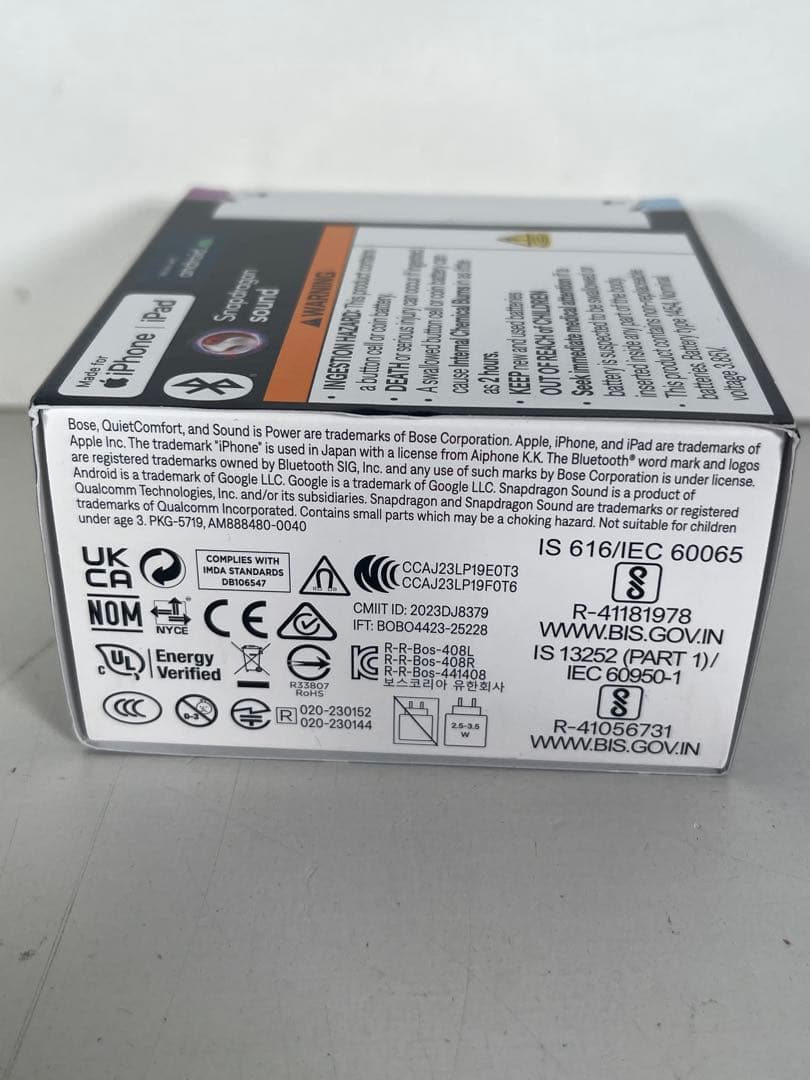 android
Snapdragon
sound
Made for
iPhone | iPad
WARNING
• INGESTION HAZARD: This product contains
a button cell or coin battery.
• DEATH or serious injury can occur if ingested.
• A swallowed button cell or coin battery can
cause Internal Chemical Burns in as little
as 2 hours.
• KEEP new and used batteries
OUT OF REACH of CHILDREN
• Seek immediate medical attention if a
battery is suspected to be swallowed or
inserted inside any part of the body.
• This product contains non-replaceable
batteries. Battery type 1454, Nominal
voltage 3.85V.
Bose, QuietComfort, and Sound is Power are trademarks of Bose Corporation. Apple, iPhone, and iPad are trademarks of
Apple Inc. The trademark "iPhone" is used in Japan with a license from Aiphone K.K. The Bluetooth® word mark and logos
are registered trademarks owned by Bluetooth SIG, Inc. and any use of such marks by Bose Corporation is under license.
Android is a trademark of Google LLC. Google is a trademark of Google LLC. Snapdragon Sound is a product of
Qualcomm Technologies, Inc. and/or its subsidiaries. Snapdragon and Snapdragon Sound are trademarks or registered
trademarks of Qualcomm Incorporated. Contains small parts which may be a choking hazard. Not suitable for children
under age 3. PKG-5719, AM888480-0040
UK
CA
COMPLIES WITH
IMDA STANDARDS
DB106547
CCAJ23LP19E0T3
CCAJ23LP19F0T6
NOM
NYCE
CE
CMIIT ID: 2023DJ8379
IFT: BOBO4423-25228
c UL
Energy
Verified
R33807
RoHS
R-R-Bos-408L
R-R-Bos-408R
R-R-Bos-441408
보스코리아 유한회사
CCC
0-3
R
020-230152
020-230144
2.5-3.5
W
IS 616/IEC 60065
R-41181978
WWW.BIS.GOV.IN
IS 13252 (PART 1)/
IEC 60950-1
R-41056731
WWW.BIS.GOV.IN